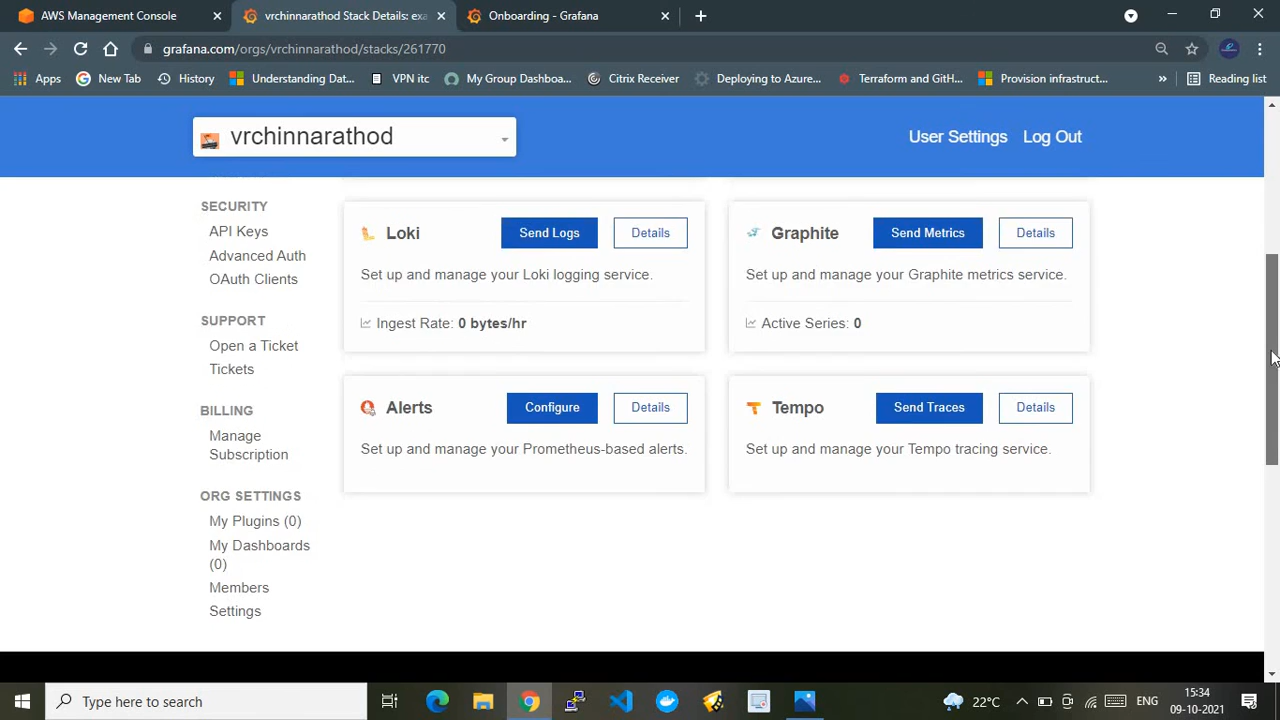 AWS Management Console
vrchinnarathod Stack Details: exa
Onboarding - Grafana
grafana.com/orgs/vrchinnarathod/stacks/261770
Apps
New Tab
History
Understanding Dat...
VPN itc
My Group Dashboa...
Citrix Receiver
Deploying to Azure...
Terraform and GitH...
Provision infrastruct...
»
Reading list
vrchinnarathod
User Settings
Log Out
SECURITY
API Keys
Advanced Auth
OAuth Clients
SUPPORT
Open a Ticket
Tickets
BILLING
Manage
Subscription
ORG SETTINGS
My Plugins (0)
My Dashboards
(0)
Members
Settings
Loki
Send Logs
Details
Set up and manage your Loki logging service.
Ingest Rate: 0 bytes/hr
Graphite
Send Metrics
Details
Set up and manage your Graphite metrics service.
Active Series: 0
Alerts
Configure
Details
Set up and manage your Prometheus-based alerts.
Tempo
Send Traces
Details
Set up and manage your Tempo tracing service.
Type here to search
22°C
ENG
15:34
09-10-2021